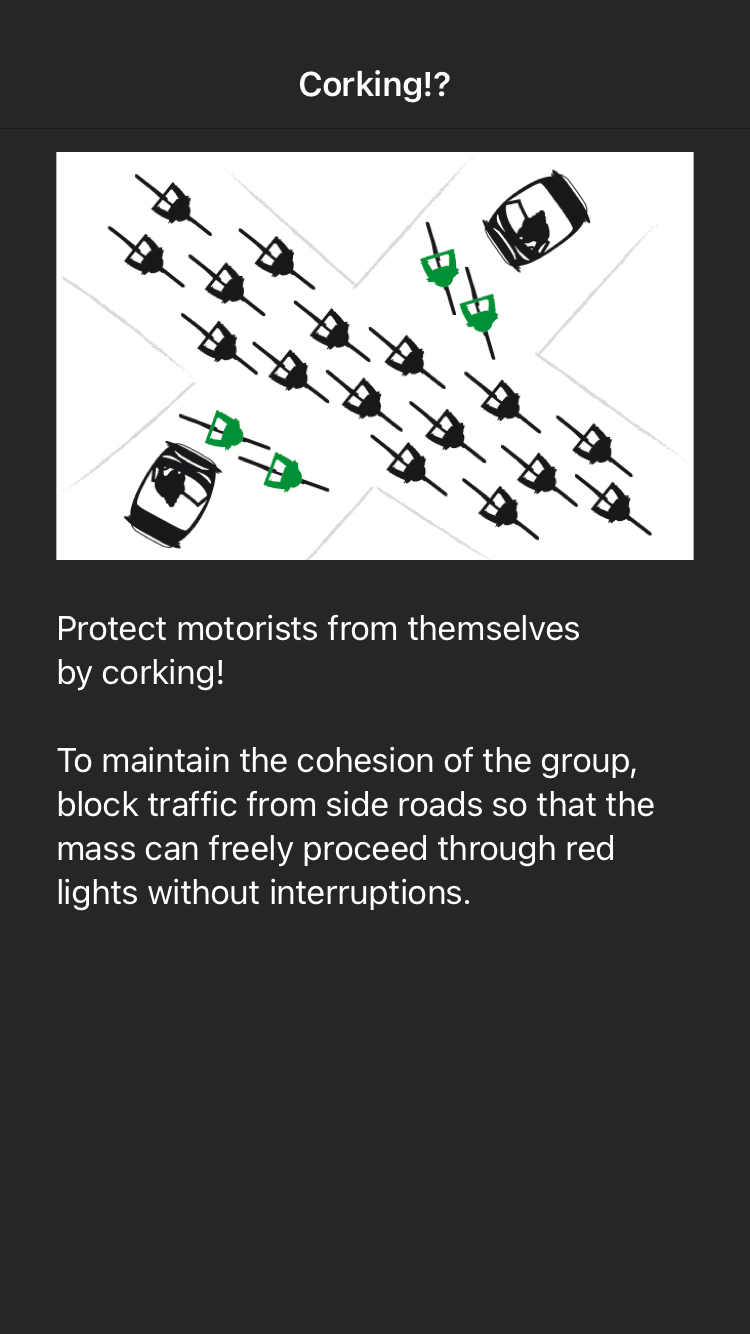 Corking!?
Protect motorists from themselves
by corking!
To maintain the cohesion of the group,
block traffic from side roads so that the
mass can freely proceed through red
lights without interruptions.